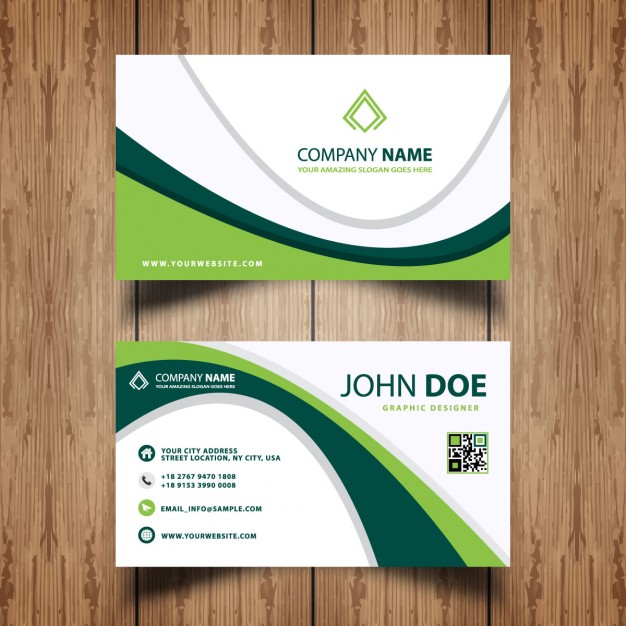 COMPANY NAME
YOUR AMAZING SLOGAN GOES HERE
WWW.YOURWEBSITE.COM
COMPANY NAME
YOUR AMAZING SLOGAN GOES HERE
JOHN DOE
GRAPHIC DESIGNER
YOUR CITY ADDRESS
STREET LOCATION, NY CITY, USA
+18 2767 9470 1808
+18 9153 3990 0008
EMAIL_INFO@SAMPLE.COM
WWW.YOURWEBSITE.COM